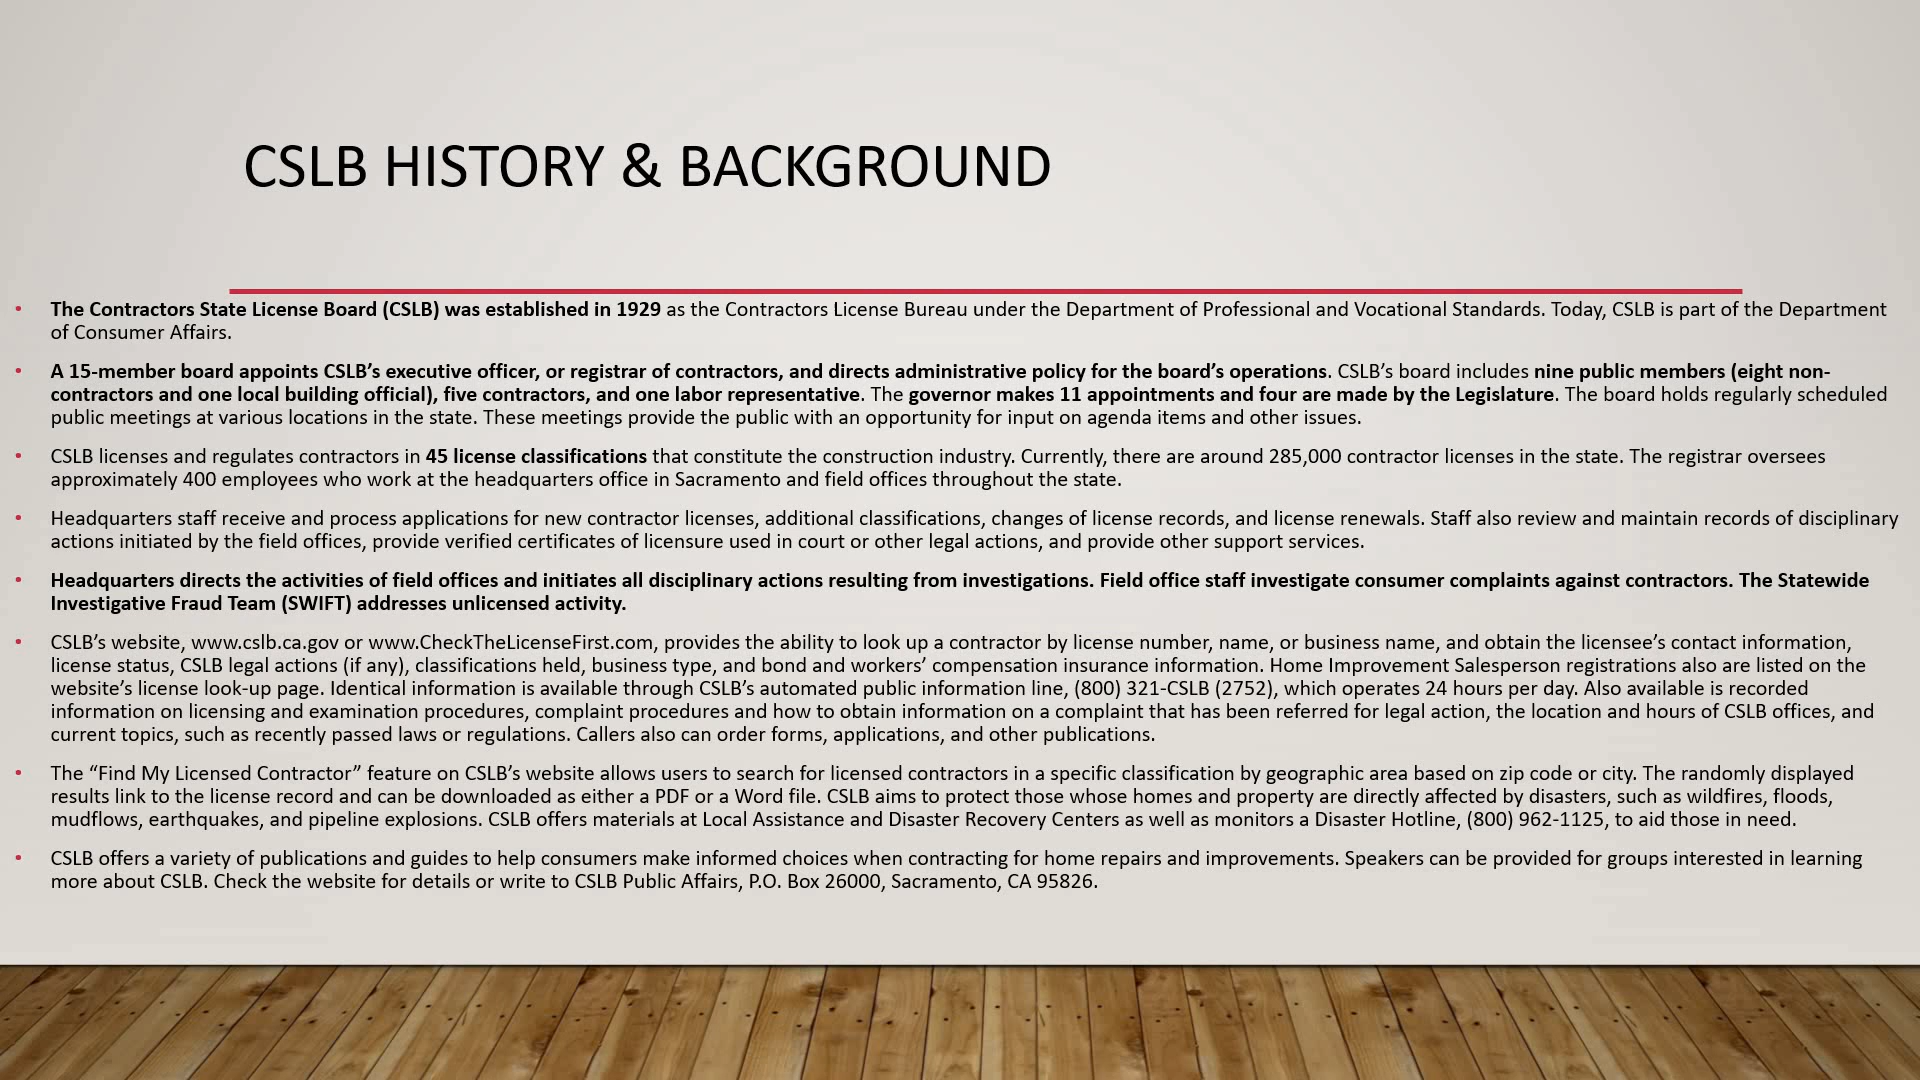 CSLB HISTORY & BACKGROUND
• The Contractors State License Board (CSLB) was established in 1929 as the Contractors License Bureau under the Department of Professional and Vocational Standards. Today, CSLB is part of the Department
of Consumer Affairs.
• A 15-member board appoints CSLB’s executive officer, or registrar of contractors, and directs administrative policy for the board’s operations. CSLB’s board includes nine public members (eight non-
contractors and one local building official), five contractors, and one labor representative. The governor makes 11 appointments and four are made by the Legislature. The board holds regularly scheduled
public meetings at various locations in the state. These meetings provide the public with an opportunity for input on agenda items and other issues.
• CSLB licenses and regulates contractors in 45 license classifications that constitute the construction industry. Currently, there are around 285,000 contractor licenses in the state. The registrar oversees
approximately 400 employees who work at the headquarters office in Sacramento and field offices throughout the state.
• Headquarters staff receive and process applications for new contractor licenses, additional classifications, changes of license records, and license renewals. Staff also review and maintain records of disciplinary
actions initiated by the field offices, provide verified certificates of licensure used in court or other legal actions, and provide other support services.
• Headquarters directs the activities of field offices and initiates all disciplinary actions resulting from investigations. Field office staff investigate consumer complaints against contractors. The Statewide
Investigative Fraud Team (SWIFT) addresses unlicensed activity.
• CSLB’s website, www.cslb.ca.gov or www.CheckTheLicenseFirst.com, provides the ability to look up a contractor by license number, name, or business name, and obtain the licensee’s contact information,
license status, CSLB legal actions (if any), classifications held, business type, and bond and workers’ compensation insurance information. Home Improvement Salesperson registrations also are listed on the
website’s license look-up page. Identical information is available through CSLB’s automated public information line, (800) 321-CSLB (2752), which operates 24 hours per day. Also available is recorded
information on licensing and examination procedures, complaint procedures and how to obtain information on a complaint that has been referred for legal action, the location and hours of CSLB offices, and
current topics, such as recently passed laws or regulations. Callers also can order forms, applications, and other publications.
• The “Find My Licensed Contractor” feature on CSLB’s website allows users to search for licensed contractors in a specific classification by geographic area based on zip code or city. The randomly displayed
results link to the license record and can be downloaded as either a PDF or a Word file. CSLB aims to protect those whose homes and property are directly affected by disasters, such as wildfires, floods,
mudflows, earthquakes, and pipeline explosions. CSLB offers materials at Local Assistance and Disaster Recovery Centers as well as monitors a Disaster Hotline, (800) 962-1125, to aid those in need.
• CSLB offers a variety of publications and guides to help consumers make informed choices when contracting for home repairs and improvements. Speakers can be provided for groups interested in learning
more about CSLB. Check the website for details or write to CSLB Public Affairs, P.O. Box 26000, Sacramento, CA 95826.